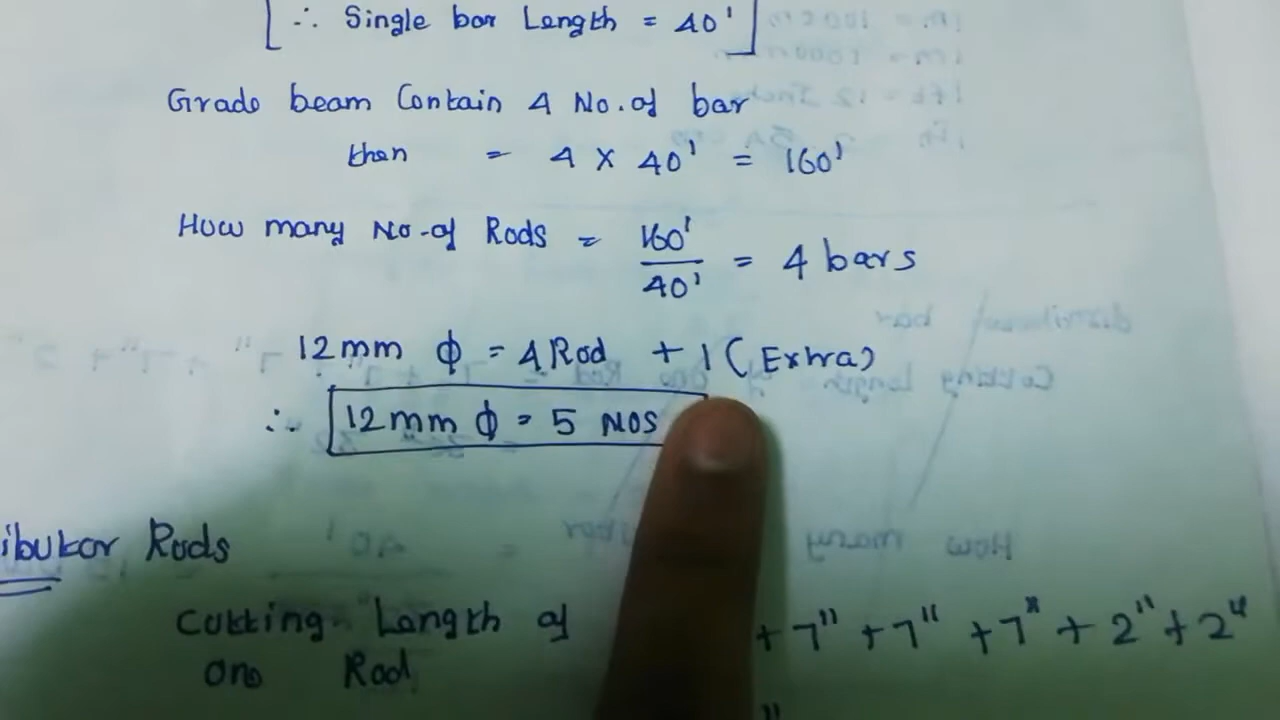 [∴ Single bar Length = 40']
Grade beam Contain 4 No.of bar
then = 4 x 40' = 160'
How many No.of Rods = 160'/40' = 4 bars
12mm ϕ = 4 Rod + 1 (Extra)
∴ 12mm ϕ = 5 NOS
ibutor Rods
Cutting Length of + 7" + 7" + 7" + 2" + 2"
one Rod